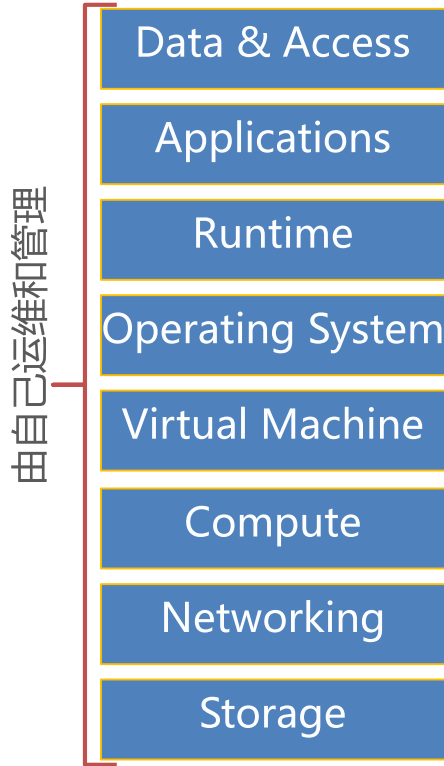 由自己运维和管理
Data & Access
Applications
Runtime
Operating System
Virtual Machine
Compute
Networking
Storage